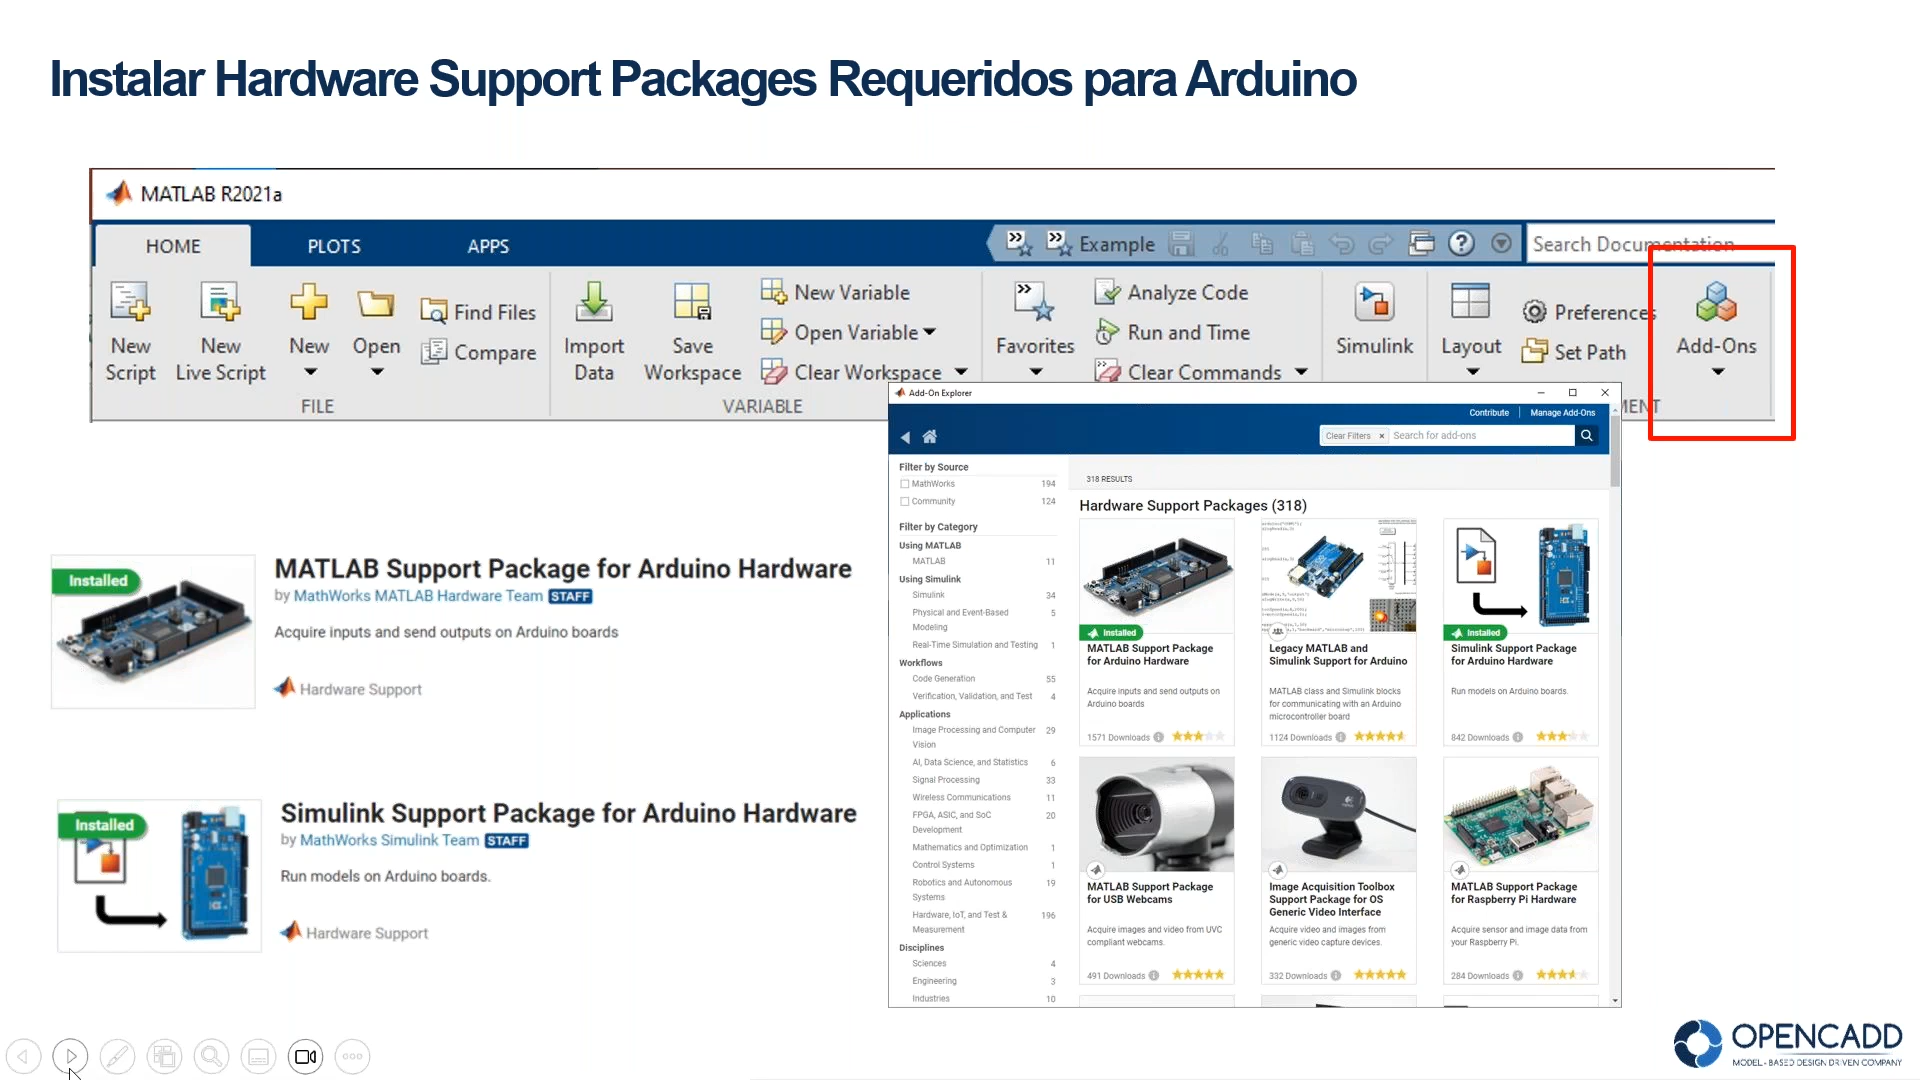 Instalar Hardware Support Packages Requeridos para Arduino
MATLAB R2021a
HOME
PLOTS
APPS
Example
Search Documentation
New Script
New Live Script
New
Open
Find Files
Compare
FILE
Import Data
Save Workspace
New Variable
Open Variable
Clear Workspace
VARIABLE
Favorites
Analyze Code
Run and Time
Clear Commands
Simulink
Layout
Preferences
Set Path
MENT
Add-Ons
Add-On Explorer
Contribute
Manage Add-Ons
Clear Filters ×
Search for add-ons
Filter by Source
MathWorks 194
Community 124
Filter by Category
Using MATLAB
MATLAB 11
Using Simulink
Simulink 34
Physical and Event-Based Modeling 5
Real-Time Simulation and Testing 1
Workflows
Code Generation 55
Verification, Validation, and Test 4
Applications
Image Processing and Computer Vision 29
AI, Data Science, and Statistics 6
Signal Processing 33
Wireless Communications 11
FPGA, ASIC, and SoC Development 20
Mathematics and Optimization 1
Control Systems 1
Robotics and Autonomous Systems 19
Hardware, IoT, and Test & Measurement 196
Disciplines
Sciences 4
Engineering 3
Industries 10
318 RESULTS
Hardware Support Packages (318)
Installed
MATLAB Support Package
for Arduino Hardware
Acquire inputs and send outputs on
Arduino boards
1571 Downloads
Legacy MATLAB and
Simulink Support for Arduino
MATLAB class and Simulink blocks
for communicating with an Arduino
microcontroller board
1124 Downloads
Installed
Simulink Support Package
for Arduino Hardware
Run models on Arduino boards.
842 Downloads
MATLAB Support Package
for USB Webcams
Acquire images and video from UVC
compliant webcams.
491 Downloads
Image Acquisition Toolbox
Support Package for OS
Generic Video Interface
Acquire video and images from
generic video capture devices.
332 Downloads
MATLAB Support Package
for Raspberry Pi Hardware
Acquire sensor and image data from
your Raspberry Pi.
284 Downloads
Installed
MATLAB Support Package for Arduino Hardware
by MathWorks MATLAB Hardware Team STAFF
Acquire inputs and send outputs on Arduino boards
Hardware Support
Installed
Simulink Support Package for Arduino Hardware
by MathWorks Simulink Team STAFF
Run models on Arduino boards.
Hardware Support
OPENCADD
MODEL - BASED DESIGN DRIVEN COMPANY